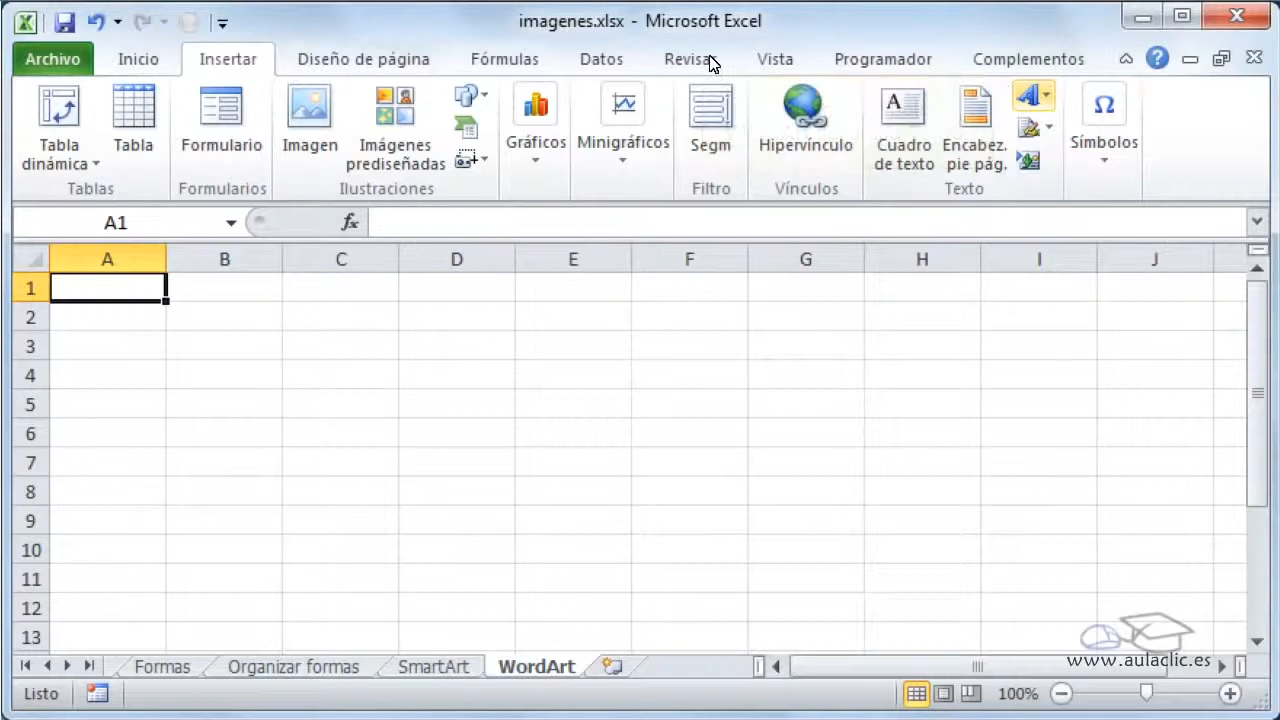 imagenes.xlsx - Microsoft Excel
Archivo Inicio Insertar Diseño de página Fórmulas Datos Vista Programador Complementos
Tabla dinámica Tabla Formulario Imagen Imágenes prediseñadas Gráficos Minigráficos Segm Hipervínculo Cuadro de texto Encabez. pie pág. Símbolos
Tablas Formularios Ilustraciones Filtro Vínculos Texto
A1 fx
A B C D E F G H I J
1
2
3
4
5
6
7
8
9
10
11
12
13
www.aulaclic.es
Formas Organizar formas SmartArt WordArt
Listo 100%